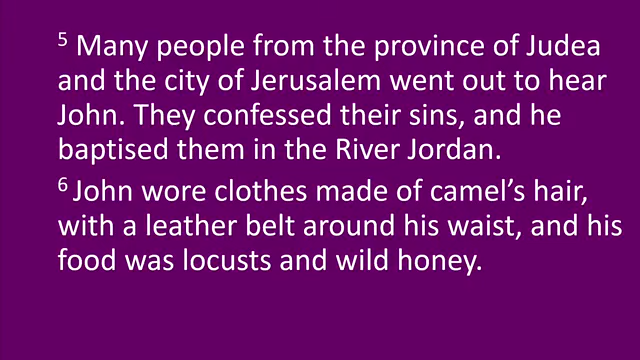 ⁵ Many people from the province of Judea
and the city of Jerusalem went out to hear
John. They confessed their sins, and he
baptised them in the River Jordan.
⁶ John wore clothes made of camel’s hair,
with a leather belt around his waist, and his
food was locusts and wild honey.